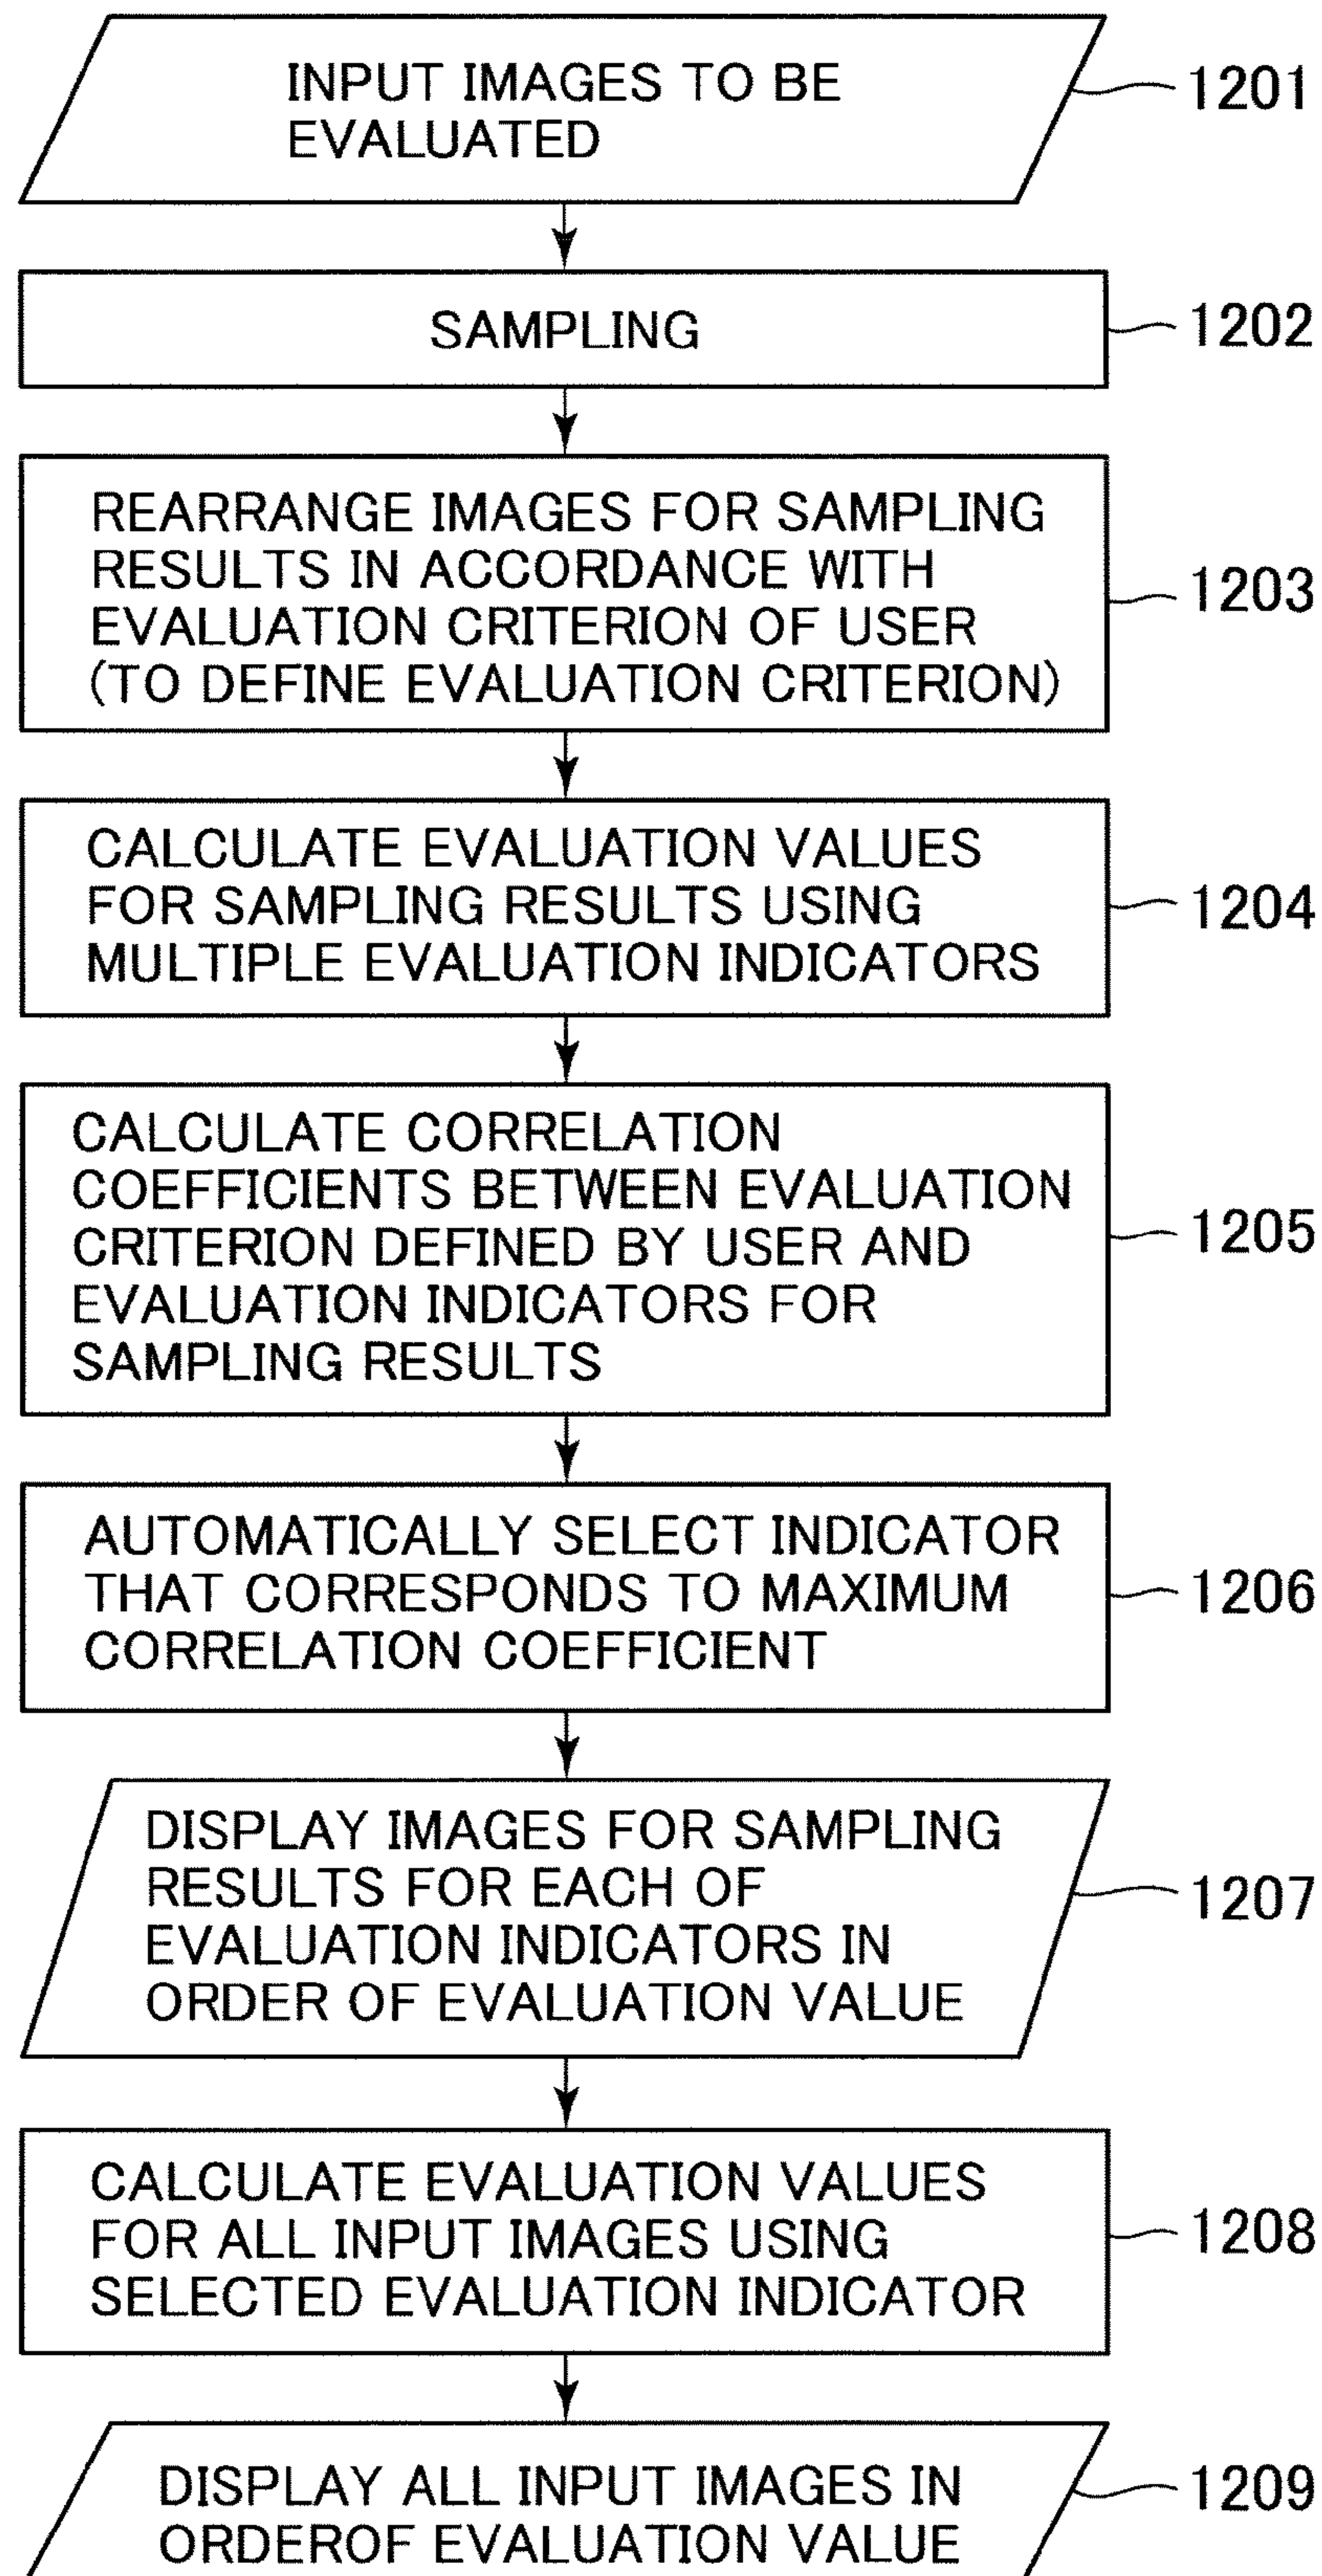 INPUT IMAGES TO BE
EVALUATED
1201
SAMPLING
1202
REARRANGE IMAGES FOR SAMPLING
RESULTS IN ACCORDANCE WITH
EVALUATION CRITERION OF USER
(TO DEFINE EVALUATION CRITERION)
1203
CALCULATE EVALUATION VALUES
FOR SAMPLING RESULTS USING
MULTIPLE EVALUATION INDICATORS
1204
CALCULATE CORRELATION
COEFFICIENTS BETWEEN EVALUATION
CRITERION DEFINED BY USER AND
EVALUATION INDICATORS FOR
SAMPLING RESULTS
1205
AUTOMATICALLY SELECT INDICATOR
THAT CORRESPONDS TO MAXIMUM
CORRELATION COEFFICIENT
1206
DISPLAY IMAGES FOR SAMPLING
RESULTS FOR EACH OF
EVALUATION INDICATORS IN
ORDER OF EVALUATION VALUE
1207
CALCULATE EVALUATION VALUES
FOR ALL INPUT IMAGES USING
SELECTED EVALUATION INDICATOR
1208
DISPLAY ALL INPUT IMAGES IN
ORDEROF EVALUATION VALUE
1209